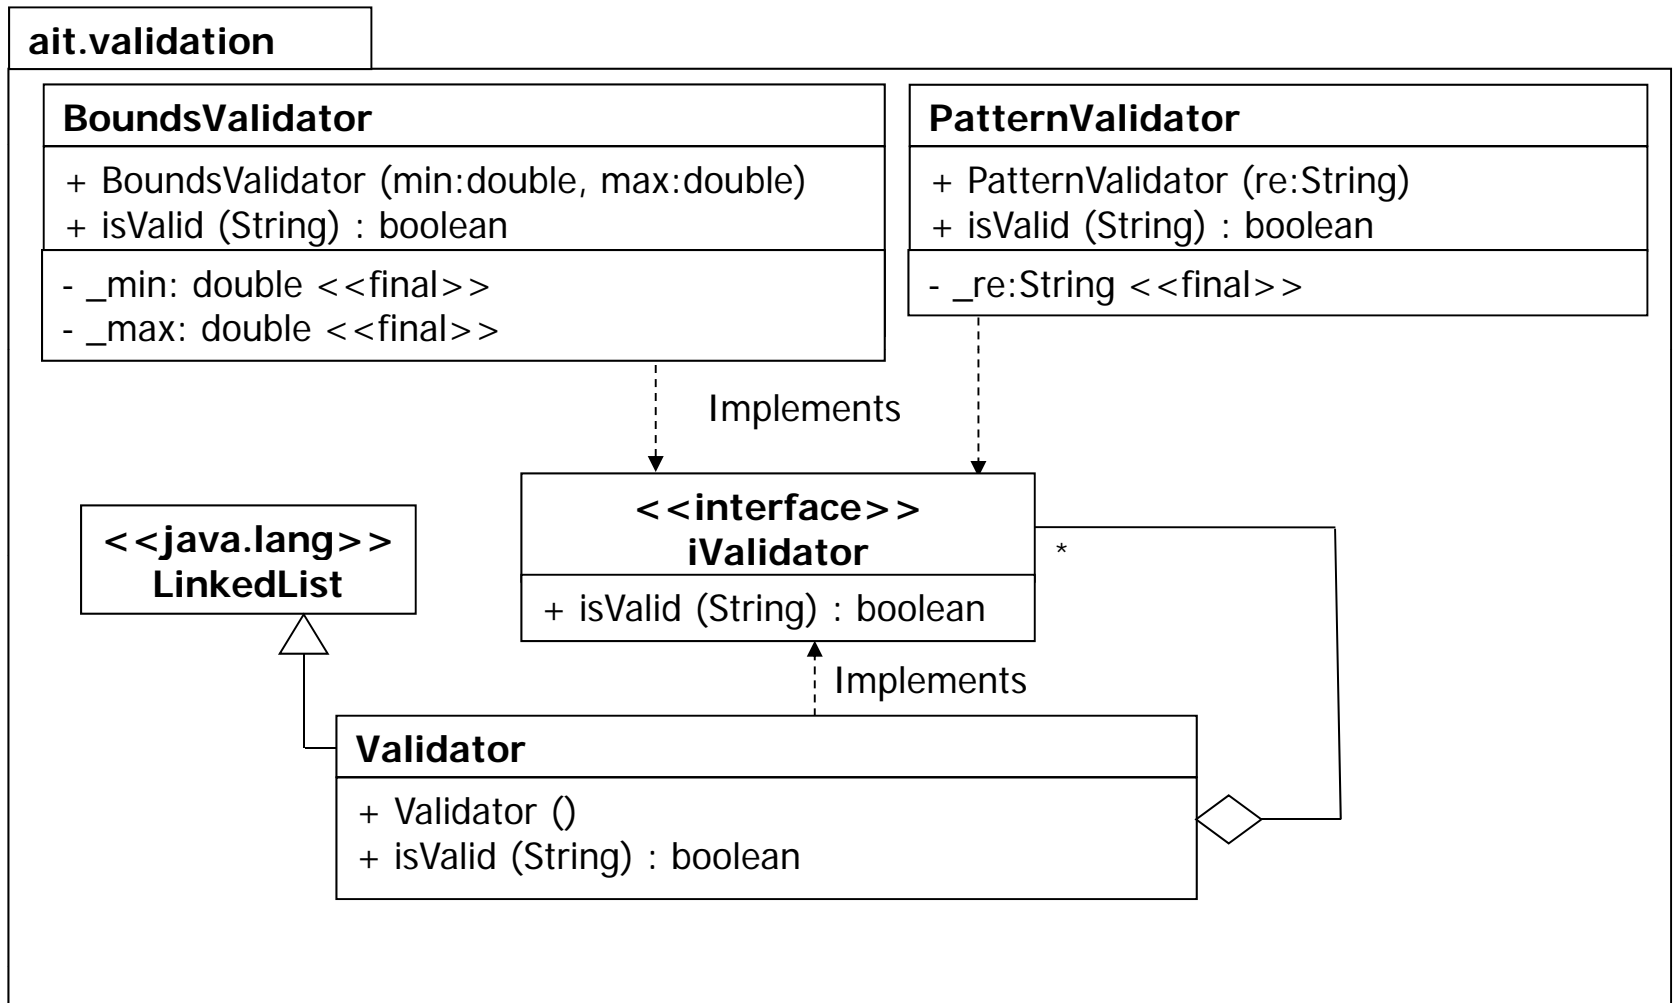 ait.validation
BoundsValidator
+ BoundsValidator (min:double, max:double)
+ isValid (String) : boolean
- _min: double <<final>>
- _max: double <<final>>
PatternValidator
+ PatternValidator (re:String)
+ isValid (String) : boolean
- _re:String <<final>>
Implements
<<interface>>
iValidator
+ isValid (String) : boolean
*
<<java.lang>>
LinkedList
Implements
Validator
+ Validator ()
+ isValid (String) : boolean